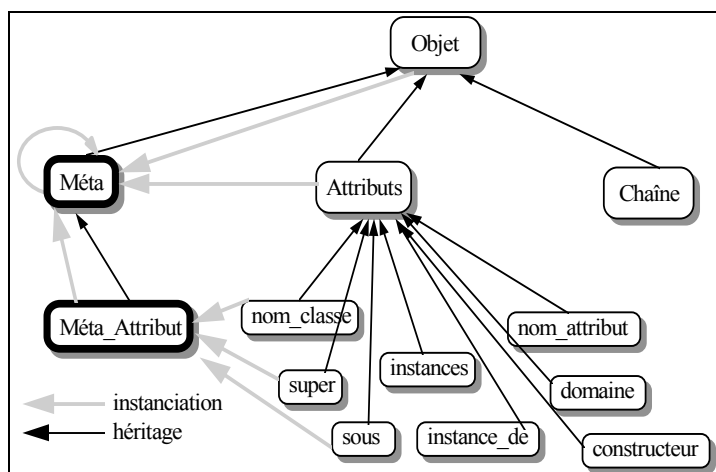 Objet
Méta
Attributs
Chaîne
Méta_Attribut
nom_classe
nom_attribut
super
instances
domaine
sous
instance_de
constructeur
instanciation
héritage